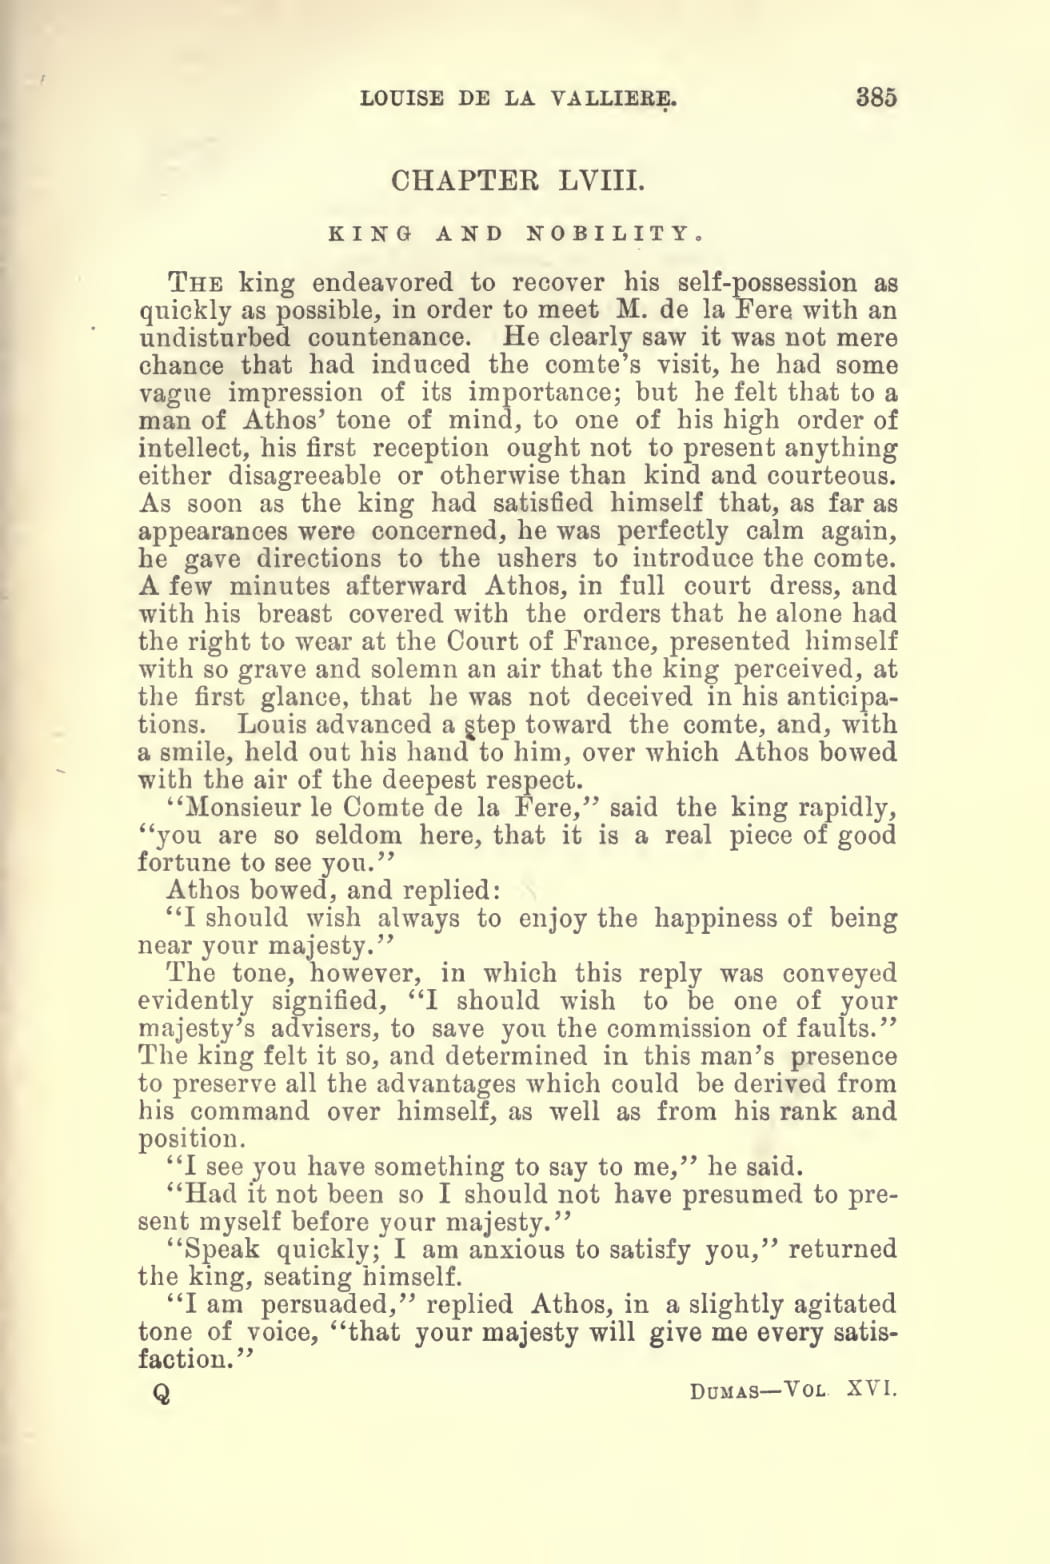 LOUISE DE LA VALLIERE. 385
CHAPTER LVIII.
KING AND NOBILITY.
THE king endeavored to recover his self-possession as
quickly as possible, in order to meet M. de la Fere with an
undisturbed countenance. He clearly saw it was not mere
chance that had induced the comte's visit, he had some
vague impression of its importance; but he felt that to a
man of Athos' tone of mind, to one of his high order of
intellect, his first reception ought not to present anything
either disagreeable or otherwise than kind and courteous.
As soon as the king had satisfied himself that, as far as
appearances were concerned, he was perfectly calm again,
he gave directions to the ushers to introduce the comte.
A few minutes afterward Athos, in full court dress, and
with his breast covered with the orders that he alone had
the right to wear at the Court of France, presented himself
with so grave and solemn an air that the king perceived, at
the first glance, that he was not deceived in his anticipa-
tions. Louis advanced a step toward the comte, and, with
a smile, held out his hand to him, over which Athos bowed
with the air of the deepest respect.
"Monsieur le Comte de la Fere," said the king rapidly,
"you are so seldom here, that it is a real piece of good
fortune to see you."
Athos bowed, and replied:
"I should wish always to enjoy the happiness of being
near your majesty."
The tone, however, in which this reply was conveyed
evidently signified, "I should wish to be one of your
majesty's advisers, to save you the commission of faults."
The king felt it so, and determined in this man's presence
to preserve all the advantages which could be derived from
his command over himself, as well as from his rank and
position.
"I see you have something to say to me," he said.
"Had it not been so I should not have presumed to pre-
sent myself before your majesty."
"Speak quickly; I am anxious to satisfy you," returned
the king, seating himself.
"I am persuaded," replied Athos, in a slightly agitated
tone of voice, "that your majesty will give me every satis-
faction."
Q DUMAS—VOL. XVI.